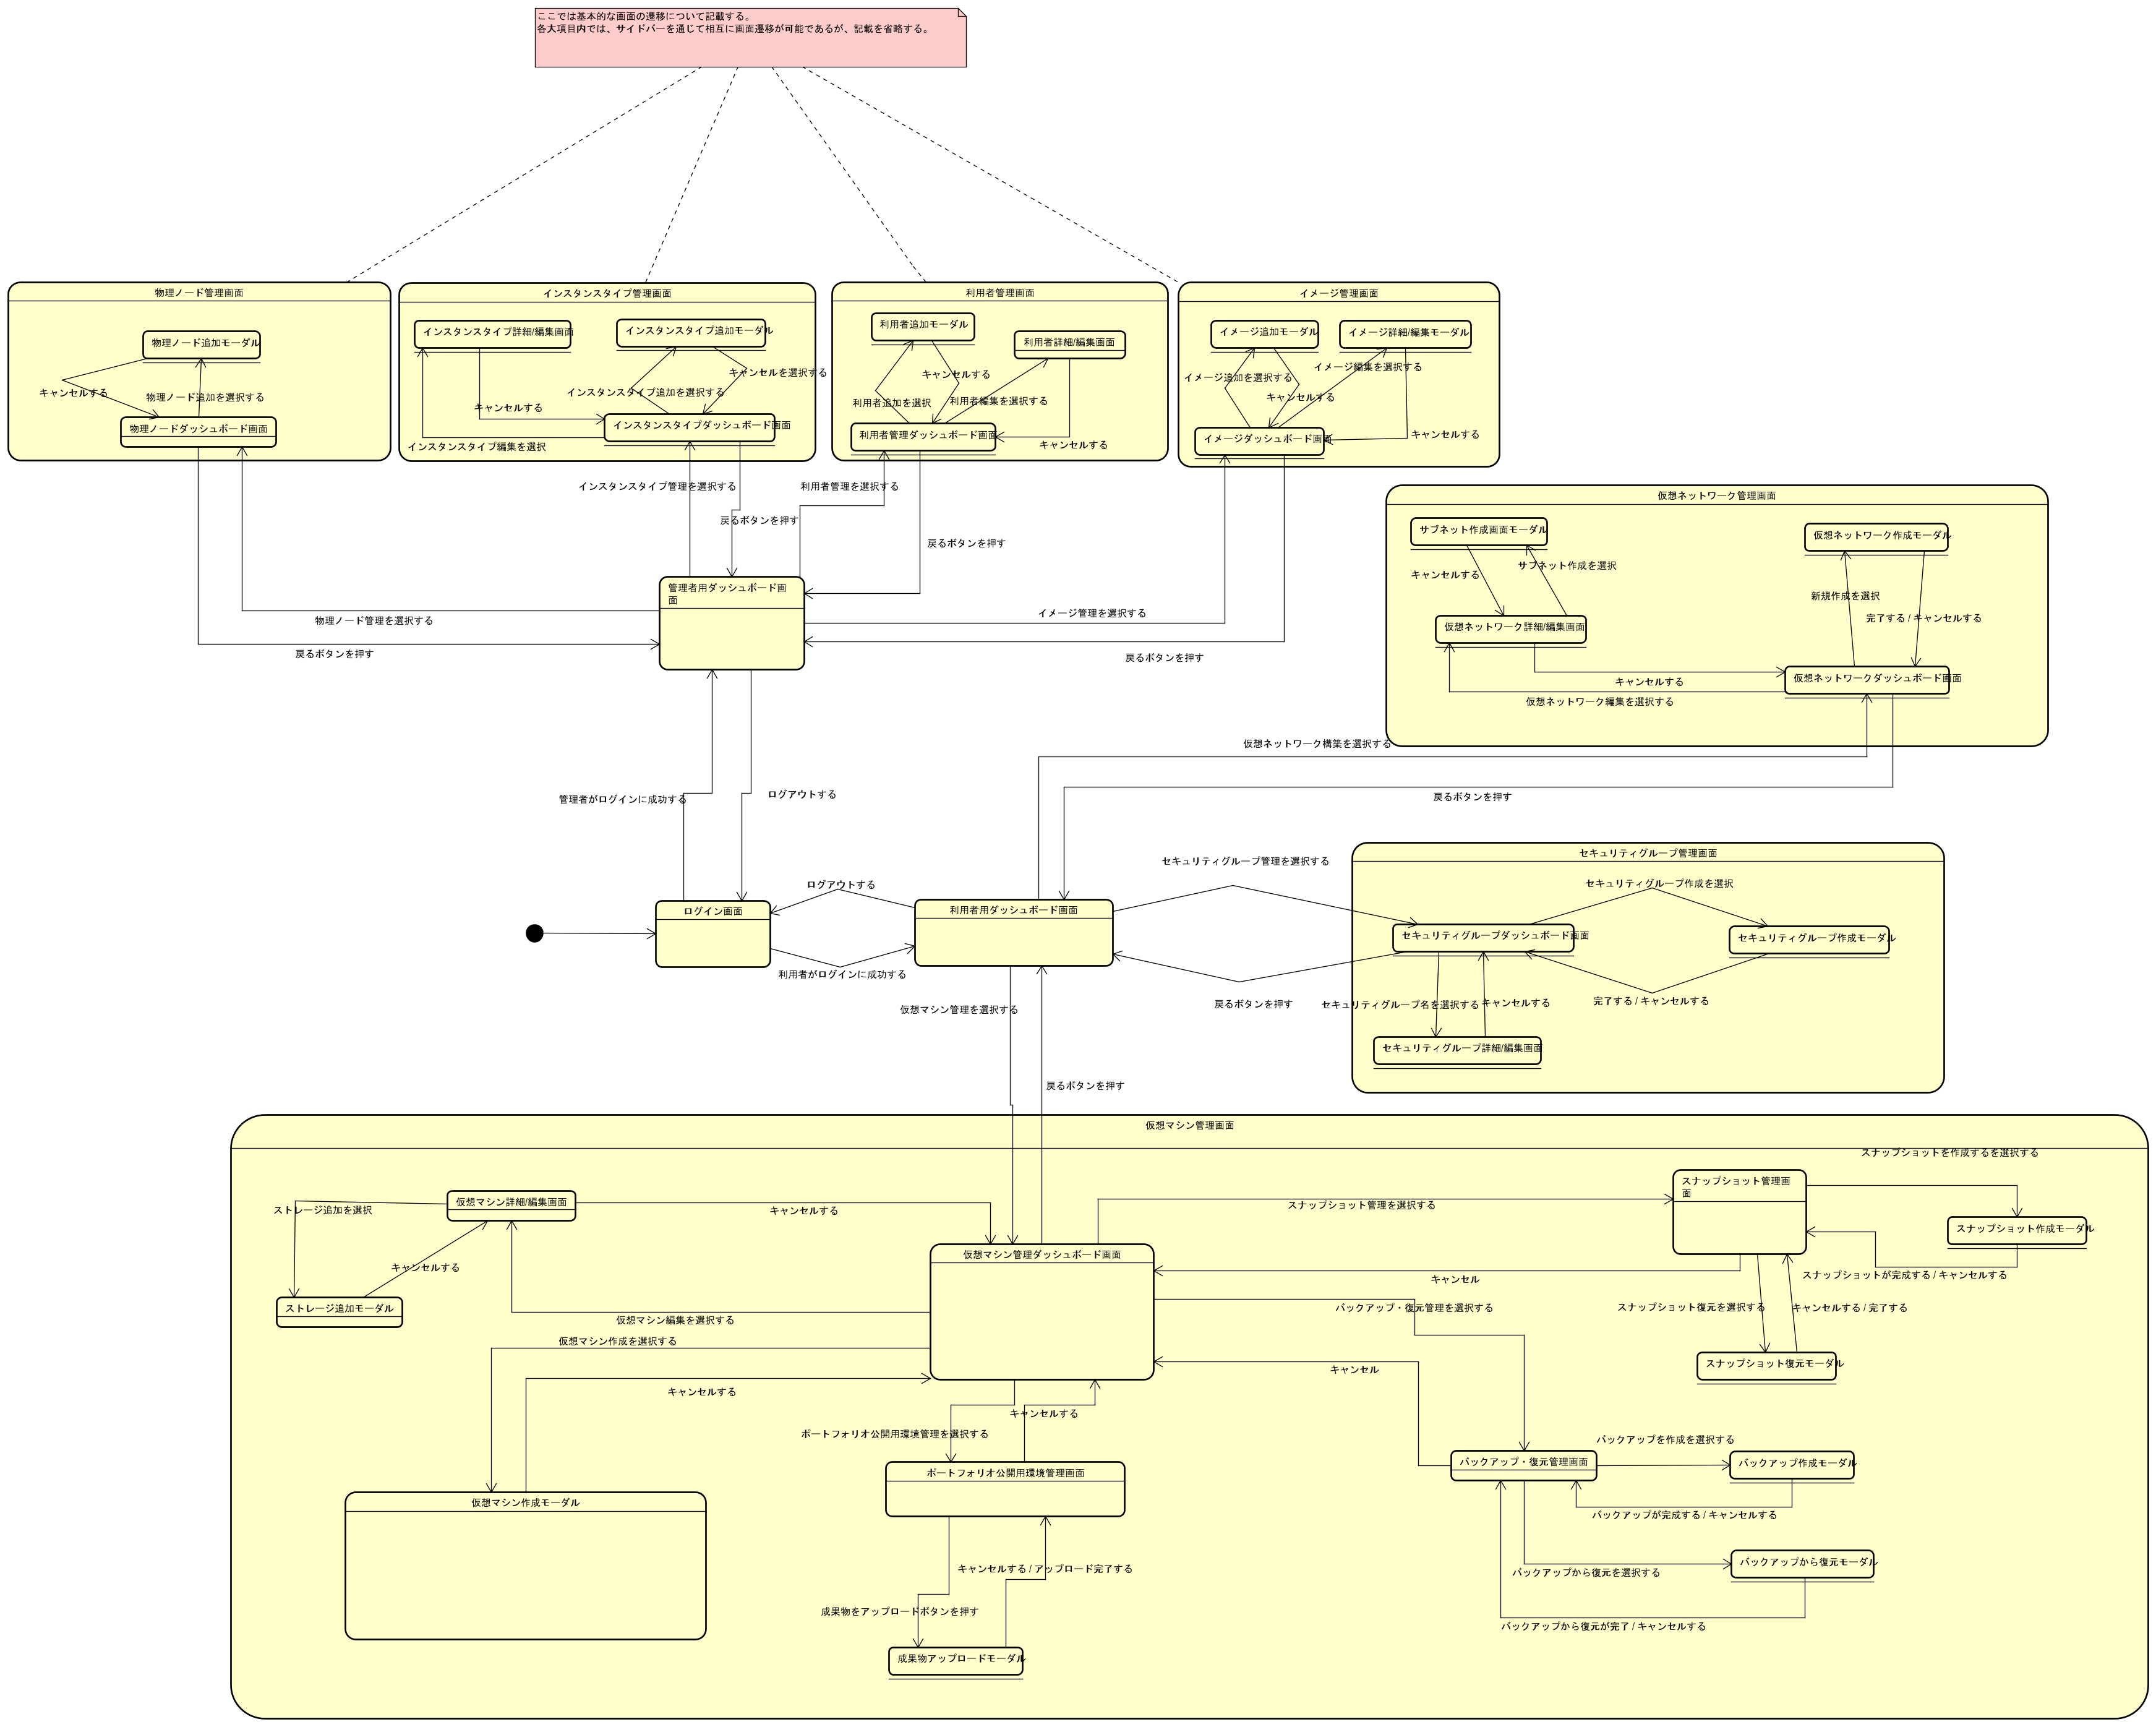 ここでは基本的な画面の遷移について記載する。
各大項目内では、サイドバーを通じて相互に画面遷移が可能であるが、記載を省略する。
物理ノード管理画面
物理ノード追加モーダル
キャンセルする
物理ノード追加を選択する
物理ノードダッシュボード画面
インスタンスタイプ管理画面
インスタンスタイプ詳細/編集画面
インスタンスタイプ追加モーダル
キャンセルを選択する
インスタンスタイプ追加を選択する
キャンセルする
インスタンスタイプダッシュボード画面
インスタンスタイプ編集を選択
利用者管理画面
利用者追加モーダル
利用者詳細/編集画面
キャンセルする
利用者追加を選択
利用者編集を選択する
利用者管理ダッシュボード画面
キャンセルする
イメージ管理画面
イメージ追加モーダル
イメージ詳細/編集モーダル
イメージ編集を選択する
イメージ追加を選択する
キャンセルする
イメージダッシュボード画面
キャンセルする
インスタンスタイプ管理を選択する
利用者管理を選択する
戻るボタンを押す
戻るボタンを押す
管理者用ダッシュボード画
面
物理ノード管理を選択する
イメージ管理を選択する
戻るボタンを押す
戻るボタンを押す
仮想ネットワーク管理画面
サブネット作成画面モーダル
仮想ネットワーク作成モーダル
サブネット作成を選択
キャンセルする
新規作成を選択
完了する / キャンセルする
仮想ネットワーク詳細/編集画面
仮想ネットワークダッシュボード画面
キャンセルする
仮想ネットワーク編集を選択する
仮想ネットワーク構築を選択する
戻るボタンを押す
管理者がログインに成功する
ログアウトする
ログアウトする
ログイン画面
利用者用ダッシュボード画面
利用者がログインに成功する
セキュリティグループ管理を選択する
戻るボタンを押す
セキュリティグループ管理画面
セキュリティグループ作成を選択
セキュリティグループダッシュボード画面
セキュリティグループ作成モーダル
セキュリティグループ名を選択する
キャンセルする
完了する / キャンセルする
セキュリティグループ詳細/編集画面
仮想マシン管理を選択する
戻るボタンを押す
仮想マシン管理画面
スナップショットを作成するを選択する
仮想マシン詳細/編集画面
ストレージ追加を選択
キャンセルする
スナップショット管理を選択する
スナップショット管理画
面
スナップショット作成モーダル
仮想マシン管理ダッシュボード画面
キャンセルする
キャンセル
スナップショットが完成する / キャンセルする
ストレージ追加モーダル
仮想マシン編集を選択する
バックアップ・復元管理を選択する
スナップショット復元を選択する
キャンセルする / 完了する
仮想マシン作成を選択する
キャンセル
スナップショット復元モーダル
キャンセルする
キャンセルする
ポートフォリオ公開用環境管理を選択する
バックアップを作成を選択する
バックアップ・復元管理画面
バックアップ作成モーダル
ポートフォリオ公開用環境管理画面
仮想マシン作成モーダル
バックアップが完成する / キャンセルする
キャンセルする / アップロード完了する
バックアップから復元モーダル
バックアップから復元を選択する
成果物をアップロードボタンを押す
バックアップから復元が完了 / キャンセルする
成果物アップロードモーダル